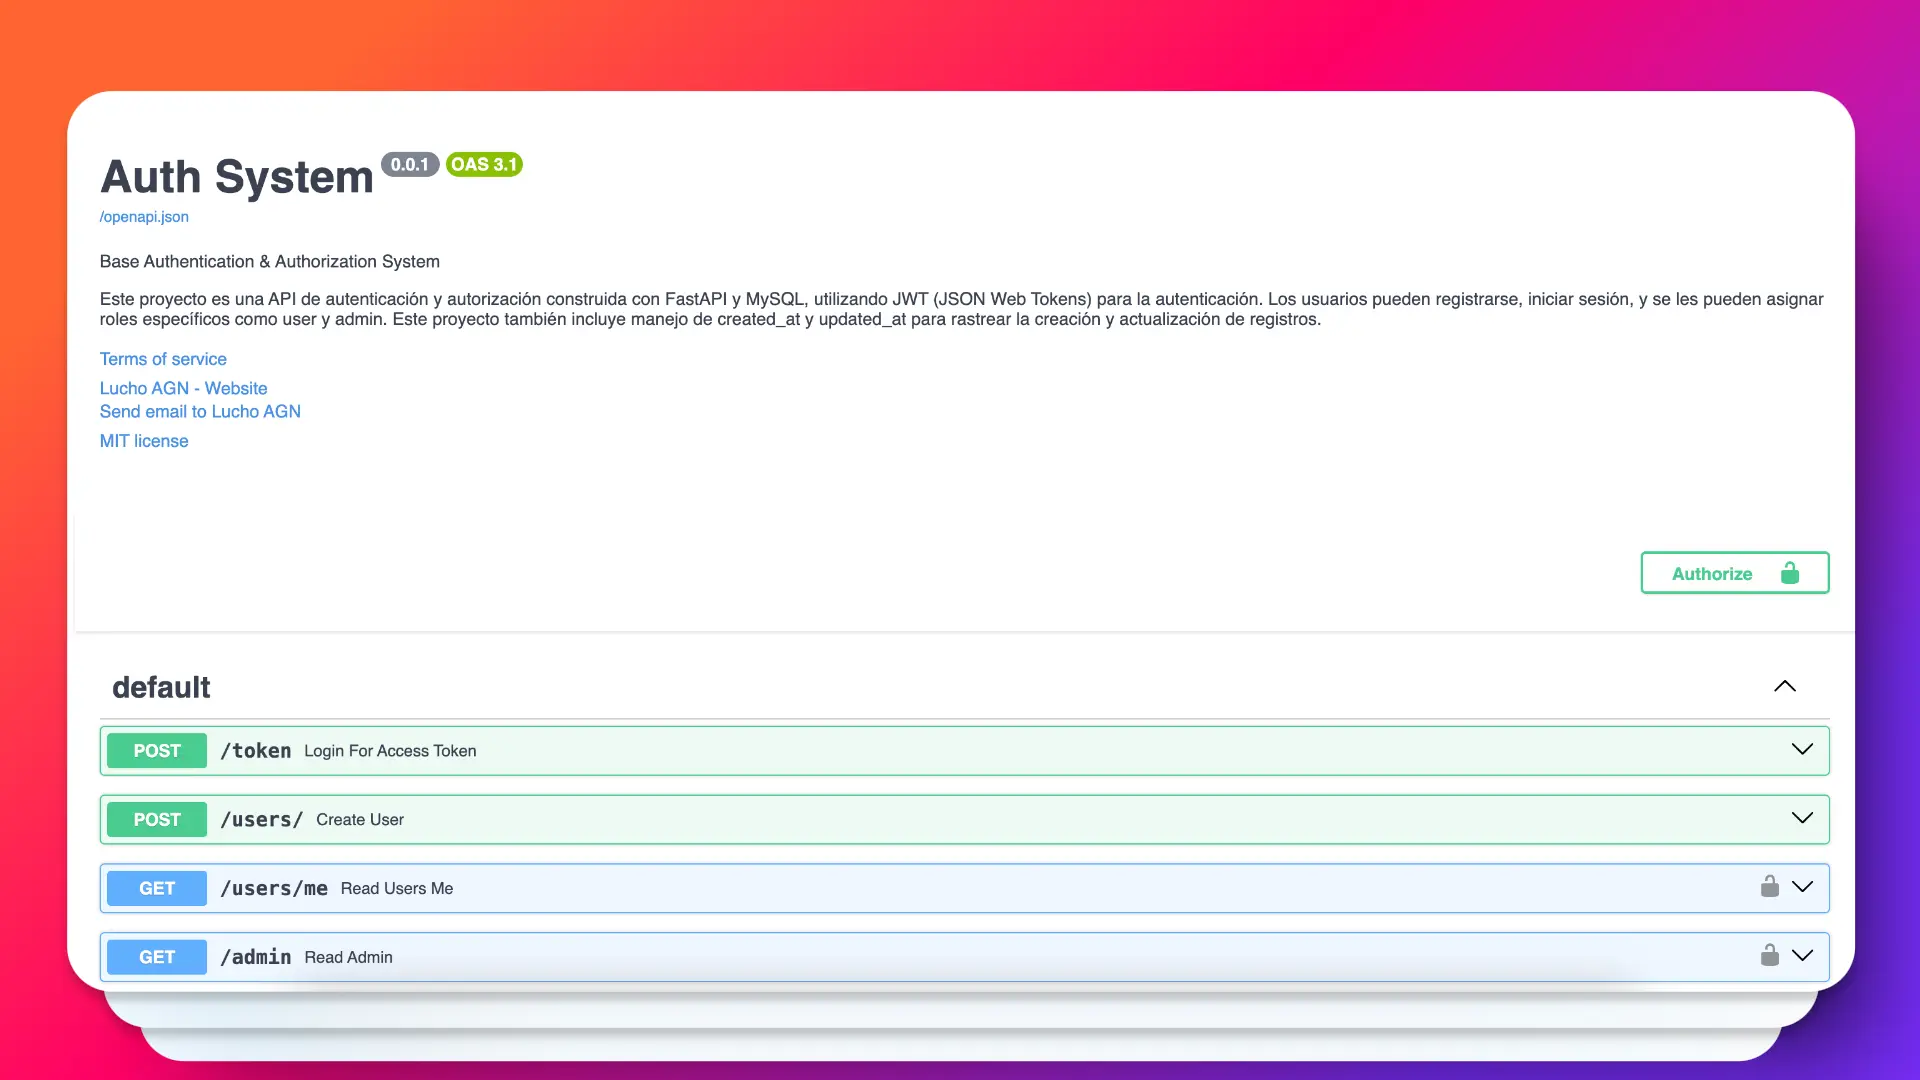 Auth System 0.0.1 OAS 3.1
/openapi.json
Base Authentication & Authorization System
Este proyecto es una API de autenticación y autorización construida con FastAPI y MySQL, utilizando JWT (JSON Web Tokens) para la autenticación. Los usuarios pueden registrarse, iniciar sesión, y se les pueden asignar
roles específicos como user y admin. Este proyecto también incluye manejo de created_at y updated_at para rastrear la creación y actualización de registros.
Terms of service
Lucho AGN - Website
Send email to Lucho AGN
MIT license
Authorize
default
POST /token Login For Access Token
POST /users/ Create User
GET /users/me Read Users Me
GET /admin Read Admin